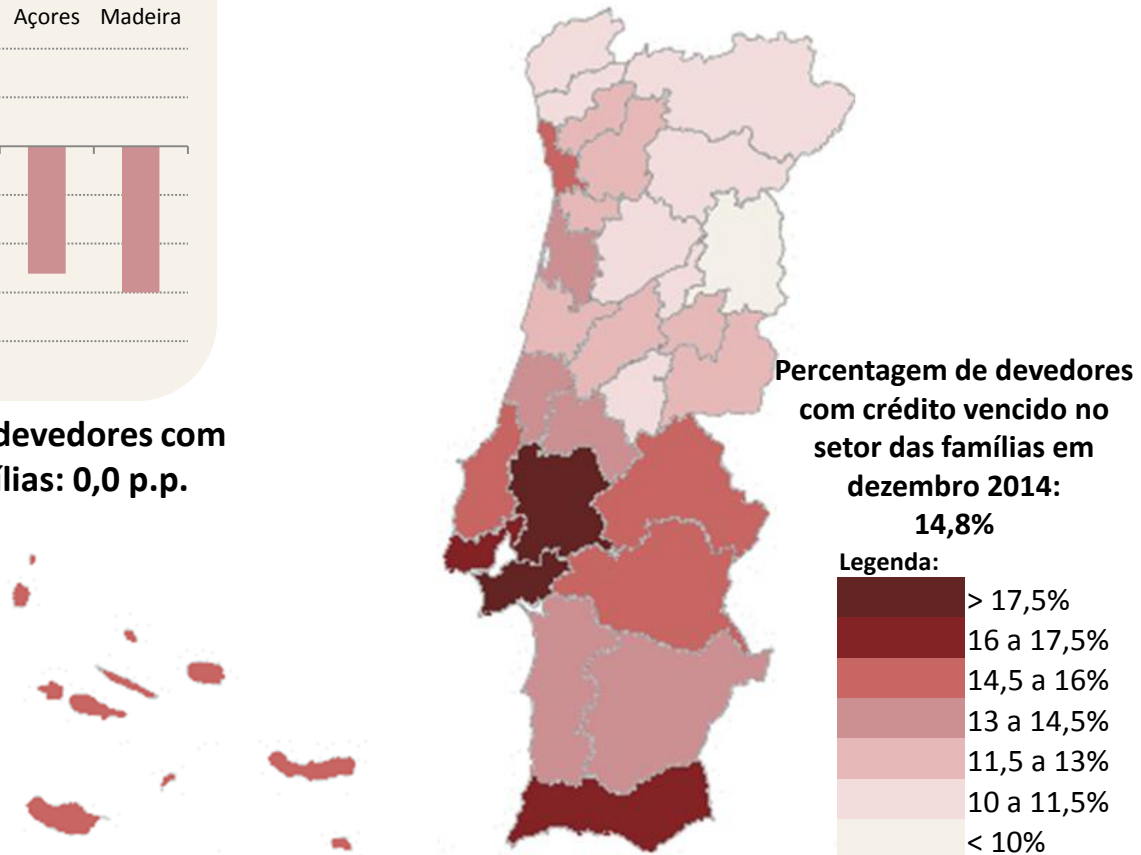 Açores Madeira
devedores com
lias: 0,0 p.p.
Percentagem de devedores
com crédito vencido no
setor das famílias em
dezembro 2014:
14,8%
Legenda:
> 17,5%
16 a 17,5%
14,5 a 16%
13 a 14,5%
11,5 a 13%
10 a 11,5%
< 10%